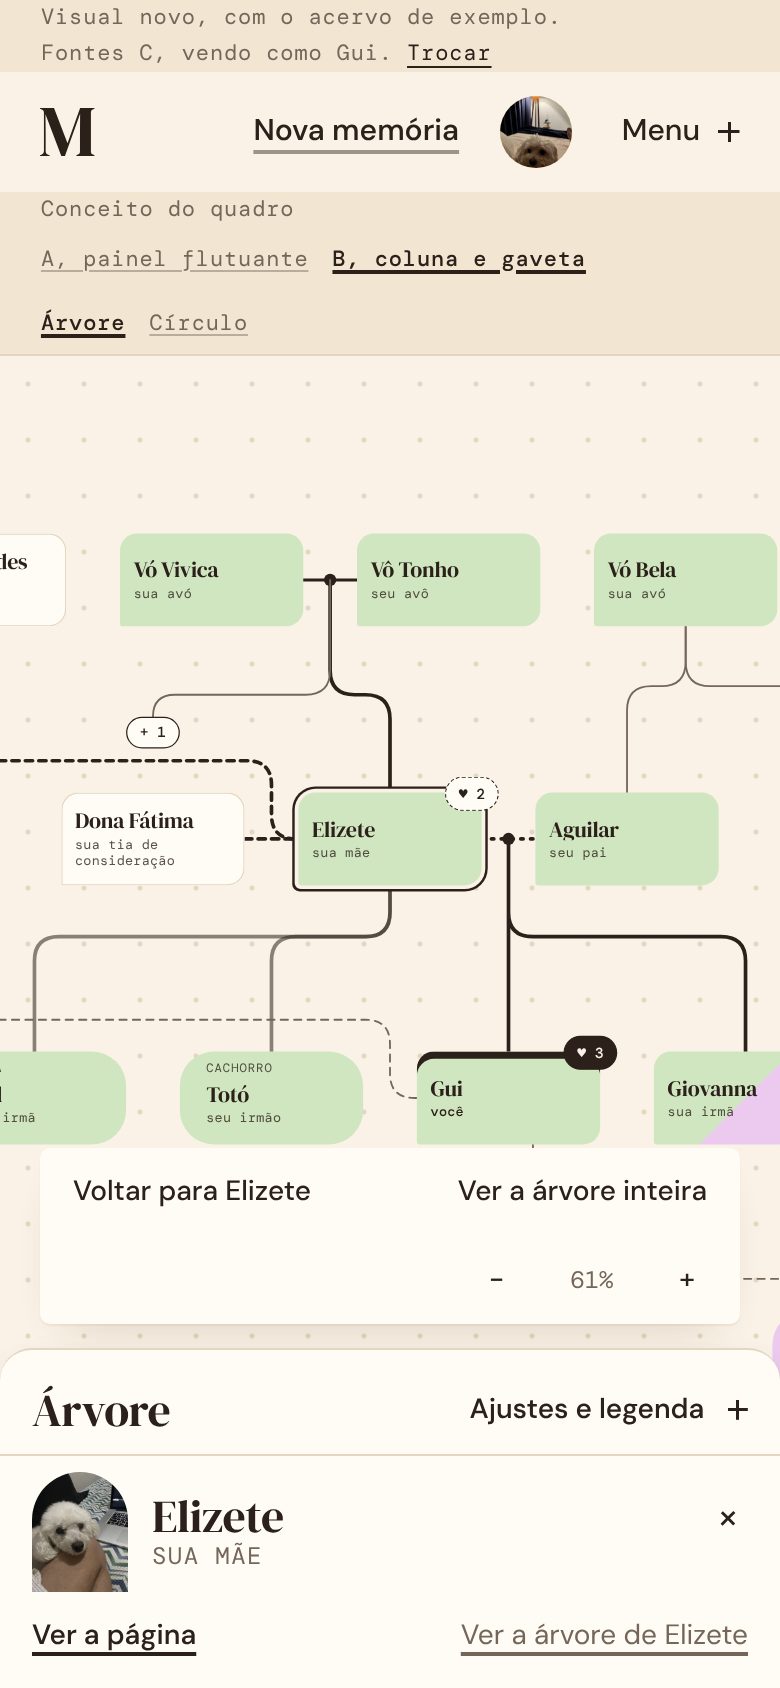 Visual novo, com o acervo de exemplo.
Fontes C, vendo como Gui. Trocar
M
Nova memória
Menu +
Conceito do quadro
A, painel flutuante B, coluna e gaveta
Árvore Círculo
des
Vó Vivica
sua avó
Vô Tonho
seu avô
Vó Bela
sua avó
+ 1
♥ 2
Dona Fátima
sua tia de
consideração
Elizete
sua mãe
Aguilar
seu pai
♥ 3
irmã
CACHORRO
Totó
seu irmão
Gui
você
Giovanna
sua irmã
Voltar para Elizete
Ver a árvore inteira
− 61% +
Árvore
Ajustes e legenda +
Elizete ×
SUA MÃE
Ver a página
Ver a árvore de Elizete